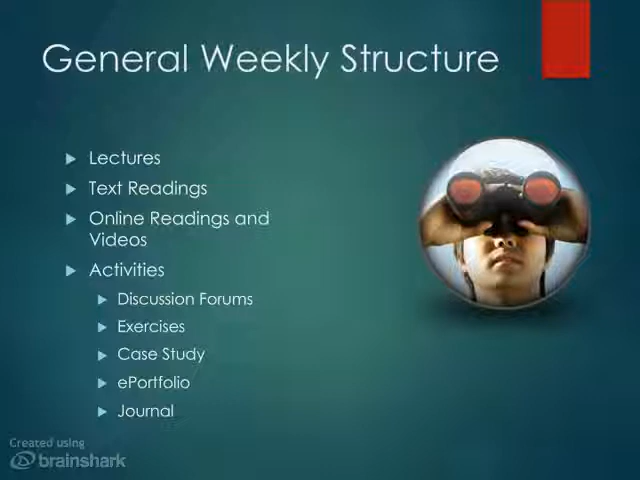 General Weekly Structure
Lectures
Text Readings
Online Readings and
Videos
Activities
Discussion Forums
Exercises
Case Study
ePortfolio
Journal
Created using
brainshark